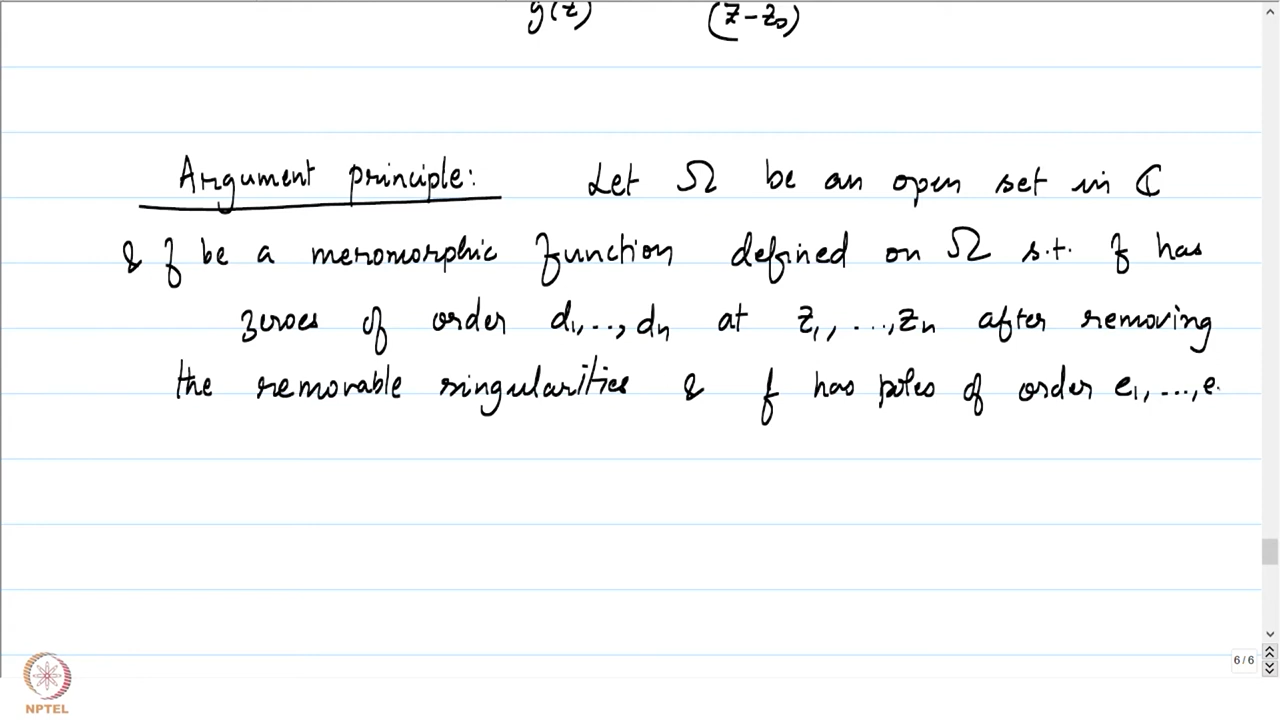 g(z) (z-z₀)
Argument principle: Let Ω be an open set in ℂ
& f be a meromorphic function defined on Ω s.t. f has
zeroes of order d₁,..,dₙ at z₁,...,zₙ after removing
the removable singularities & f has poles of order e₁,...,e
6 / 6
NPTEL